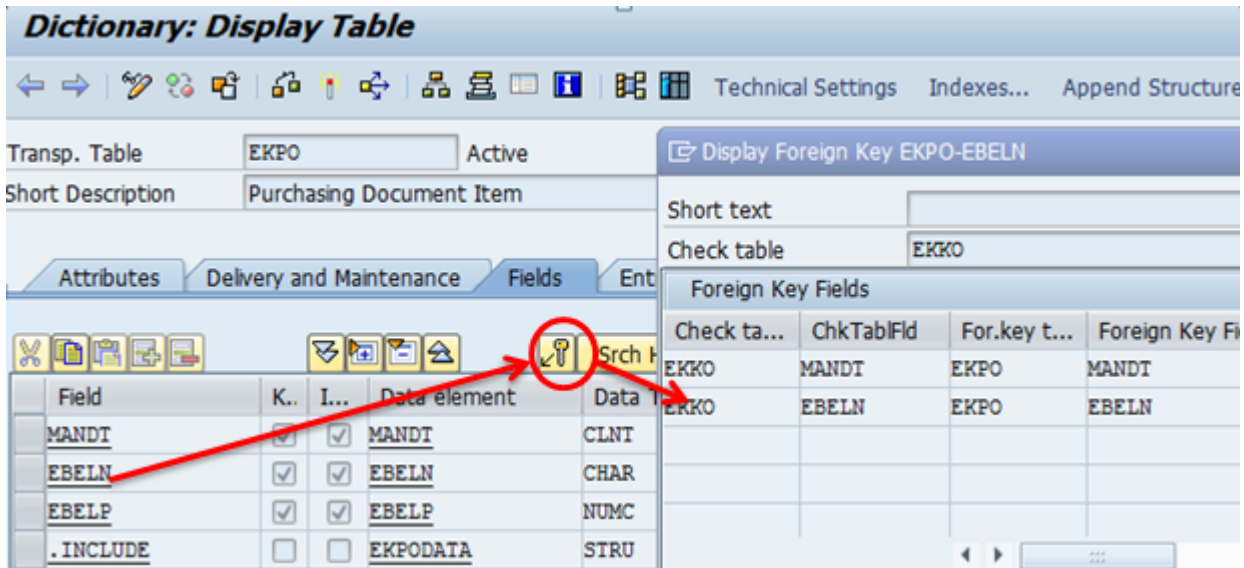 Dictionary: Display Table
Technical Settings Indexes... Append Structure
Transp. Table EKPO Active
Short Description Purchasing Document Item
Attributes Delivery and Maintenance Fields Ent
Srch H
Field K.. I... Data element Data T
MANDT MANDT CLNT
EBELN EBELN CHAR
EBELP EBELP NUMC
.INCLUDE EKPODATA STRU
Display Foreign Key EKPO-EBELN
Short text
Check table EKKO
Foreign Key Fields
Check ta... ChkTablFld For.key t... Foreign Key Fi
EKKO MANDT EKPO MANDT
EKKO EBELN EKPO EBELN